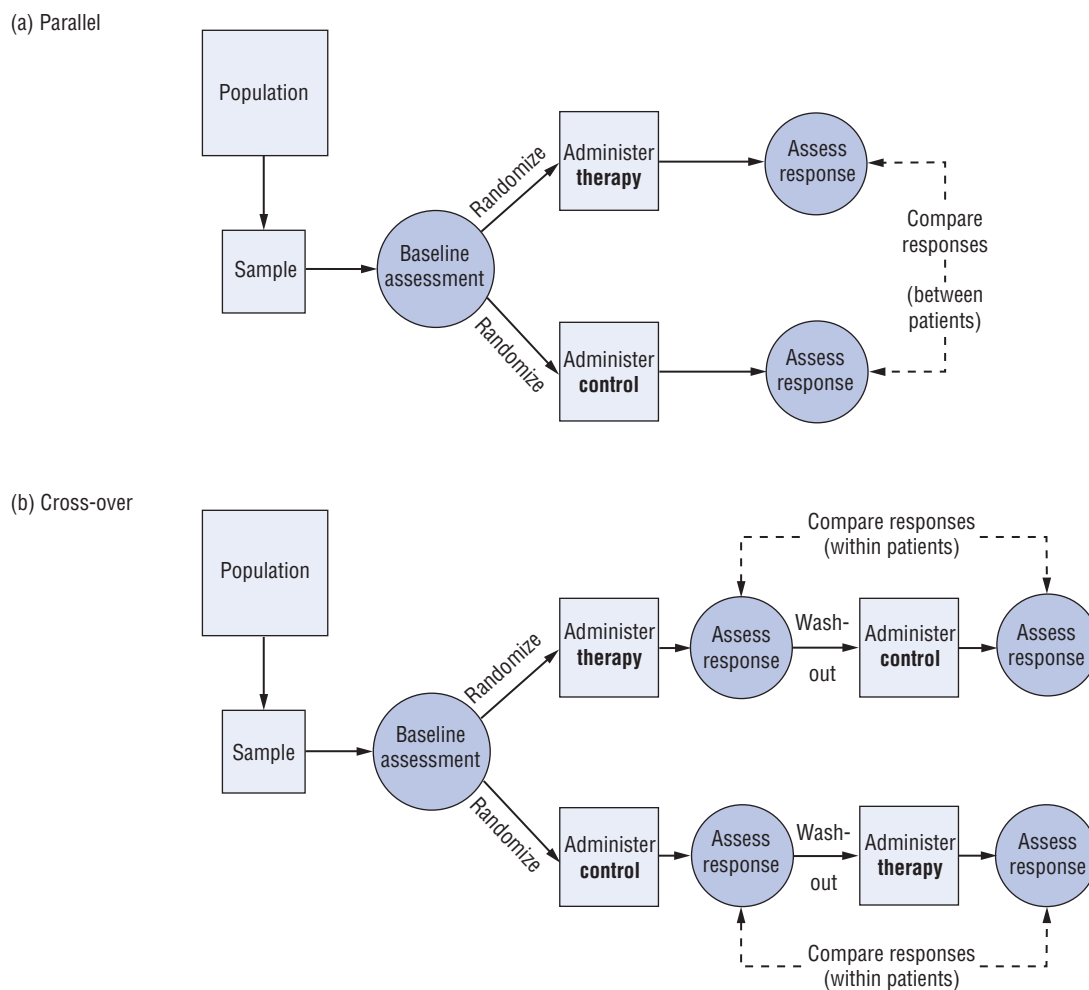 (a) Parallel
Population
Sample
Baseline
assessment
Randomize
Randomize
Administer
therapy
Administer
control
Assess
response
Assess
response
Compare
responses
(between
patients)
(b) Cross-over
Population
Sample
Baseline
assessment
Randomize
Randomize
Administer
therapy
Assess
response
Wash-
out
Administer
control
Assess
response
Compare responses
(within patients)
Administer
control
Assess
response
Wash-
out
Administer
therapy
Assess
response
Compare responses
(within patients)